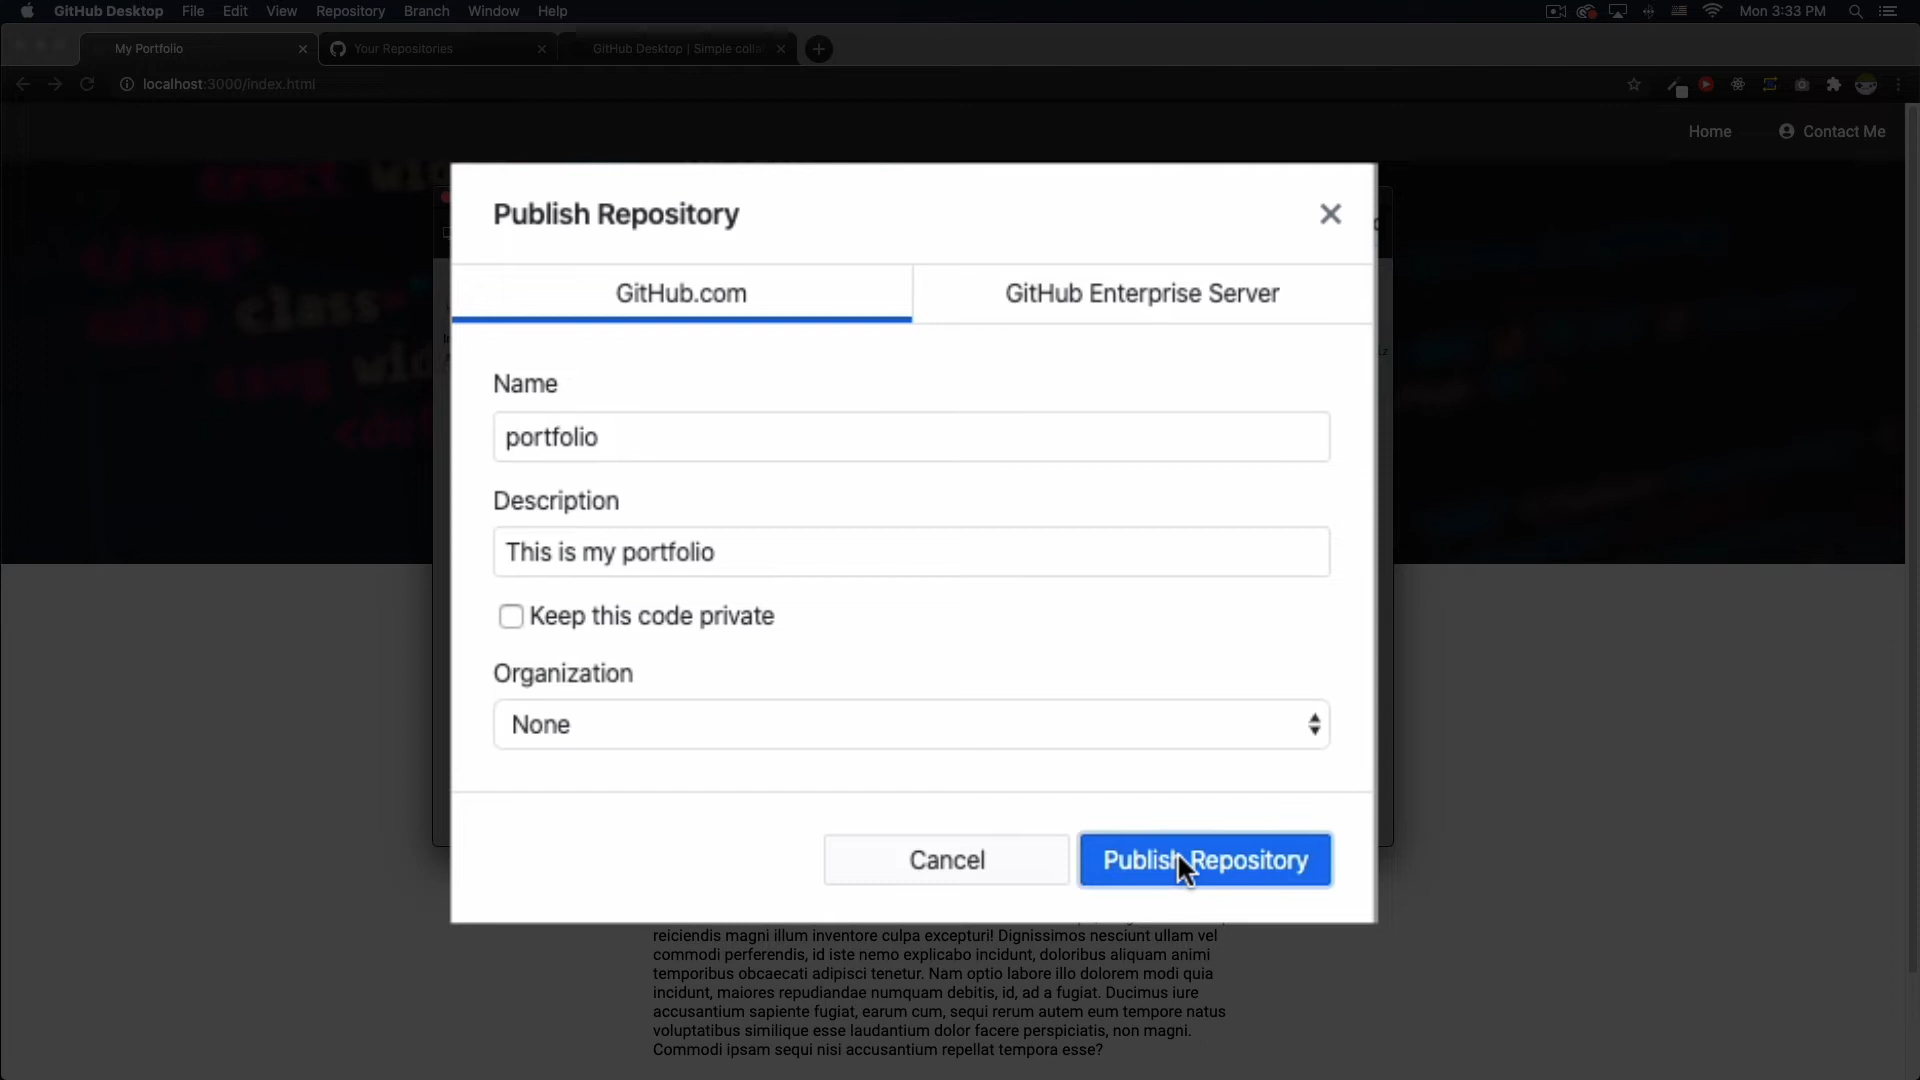 GitHub Desktop File Edit View Repository Branch Window Help Mon 3:33 PM
My Portfolio Your Repositories GitHub Desktop | Simple colla
localhost:3000/index.html
Home Contact Me
Publish Repository
GitHub.com GitHub Enterprise Server
Name
portfolio
Description
This is my portfolio
Keep this code private
Organization
None
Cancel Publish Repository
class=
reiciendis magni illum inventore culpa excepturi! Dignissimos nesciunt ullam vel
commodi perferendis, id iste nemo explicabo incidunt, doloribus aliquam animi
temporibus obcaecati adipisci tenetur. Nam optio labore illo dolorem modi quia
incidunt, maiores repudiandae numquam debitis, id, ad a fugiat. Ducimus iure
accusantium sapiente fugiat, earum cum, sequi rerum autem eum tempore natus
voluptatibus similique esse laudantium dolor facere perspiciatis, non magni.
Commodi ipsam sequi nisi accusantium repellat tempora esse?